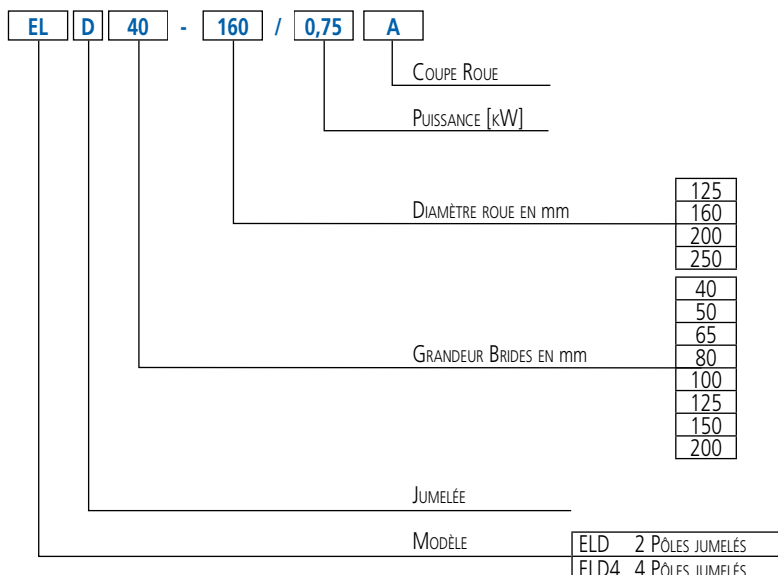 EL D 40 - 160 / 0,75 A
Coupe Roue
Puissance [kW]
Diamètre roue en mm
125
160
200
250
Grandeur Brides en mm
40
50
65
80
100
125
150
200
Jumelée
Modèle
ELD 2 Pôles jumelés
ELD4 4 Pôles jumelés